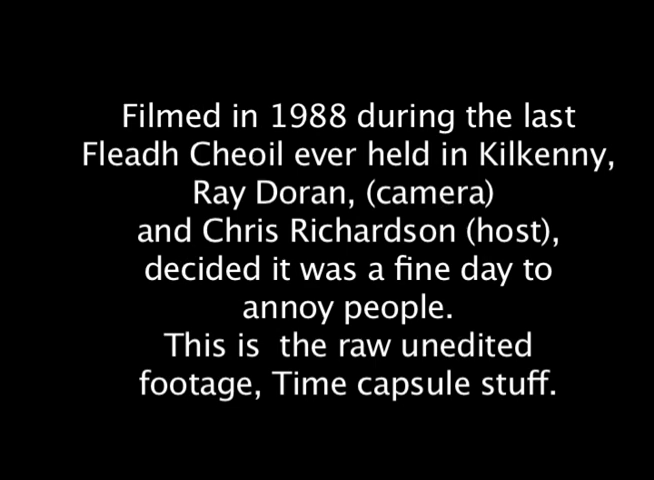 Filmed in 1988 during the last
Fleadh Cheoil ever held in Kilkenny,
Ray Doran, (camera)
and Chris Richardson (host),
decided it was a fine day to
annoy people.
This is  the raw unedited
footage, Time capsule stuff.